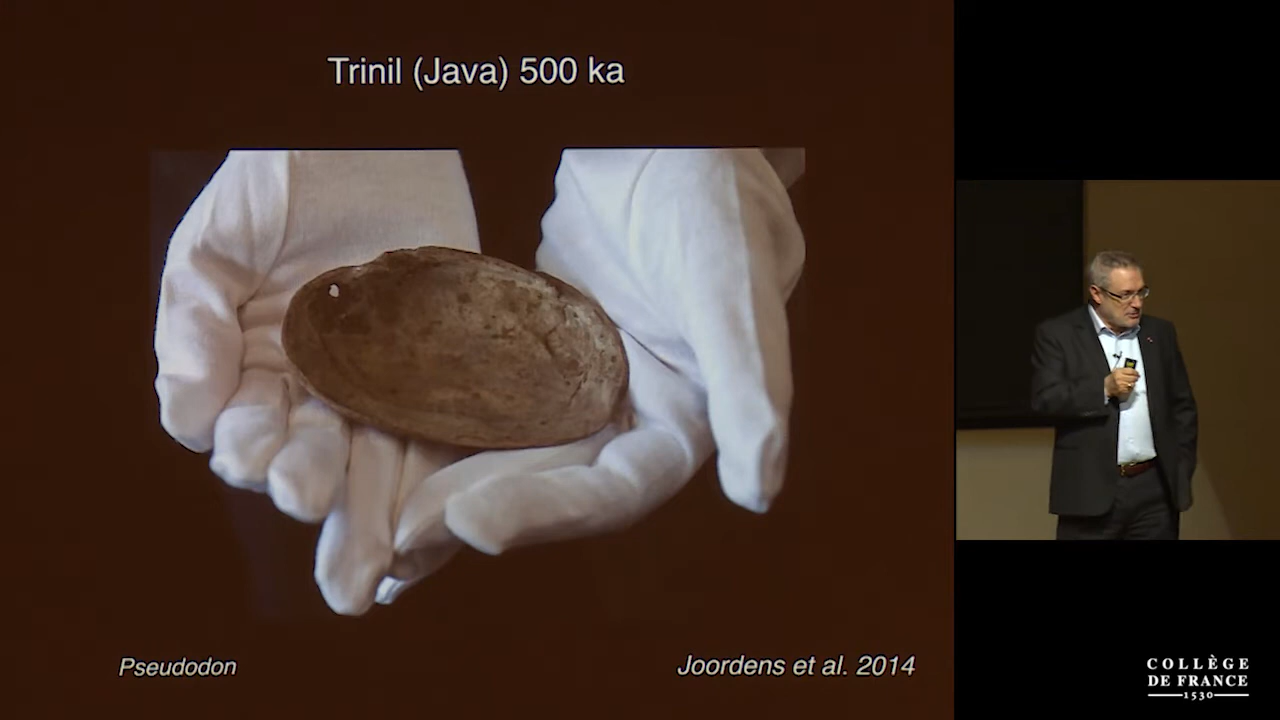 Trinil (Java) 500 ka
Pseudodon
Joordens et al. 2014
COLLÈGE
DE FRANCE
1530